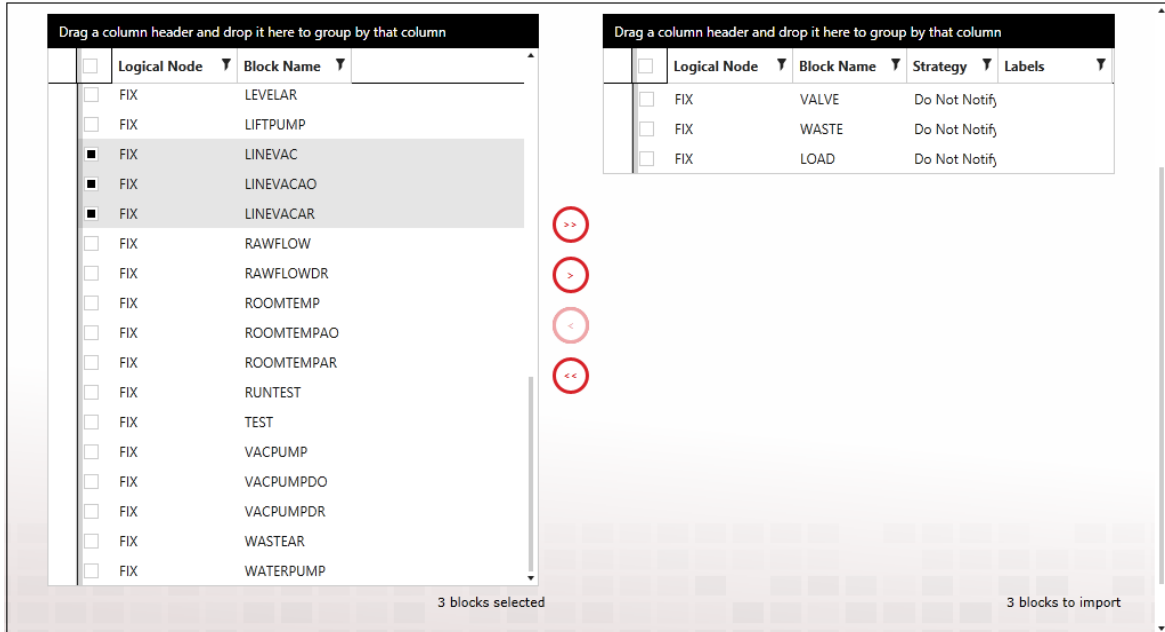 Drag a column header and drop it here to group by that column
Logical Node Block Name
FIX LEVELAR
FIX LIFTPUMP
FIX LINEVAC
FIX LINEVACAO
FIX LINEVACAR
FIX RAWFLOW
FIX RAWFLOWDR
FIX ROOMTEMP
FIX ROOMTEMPAO
FIX ROOMTEMPAR
FIX RUNTEST
FIX TEST
FIX VACPUMP
FIX VACPUMPDO
FIX VACPUMPDR
FIX WASTEAR
FIX WATERPUMP
3 blocks selected
>>
>
<
<<
Drag a column header and drop it here to group by that column
Logical Node Block Name Strategy Labels
FIX VALVE Do Not Notify
FIX WASTE Do Not Notify
FIX LOAD Do Not Notify
3 blocks to import